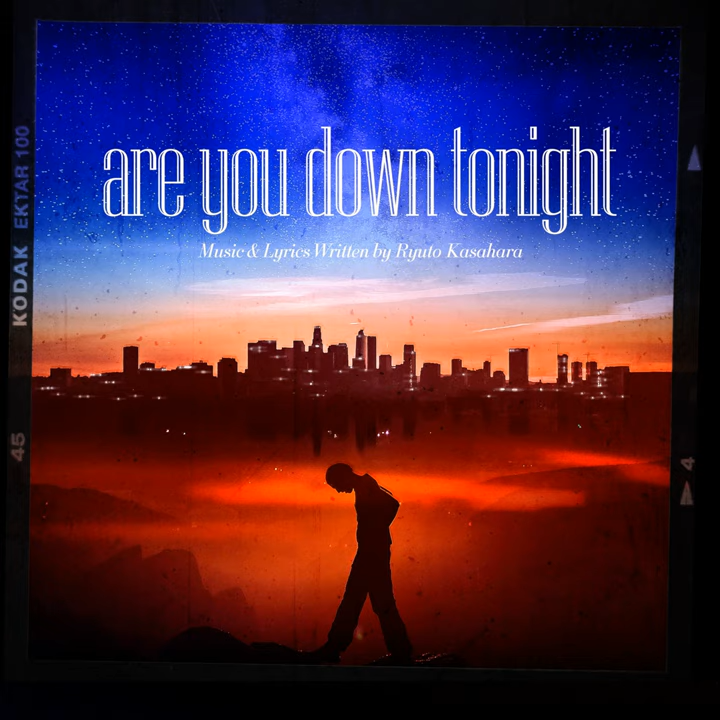 are you down tonight
Music & Lyrics Written by Ryuto Kasahara
KODAK EKTAR 100
45
4